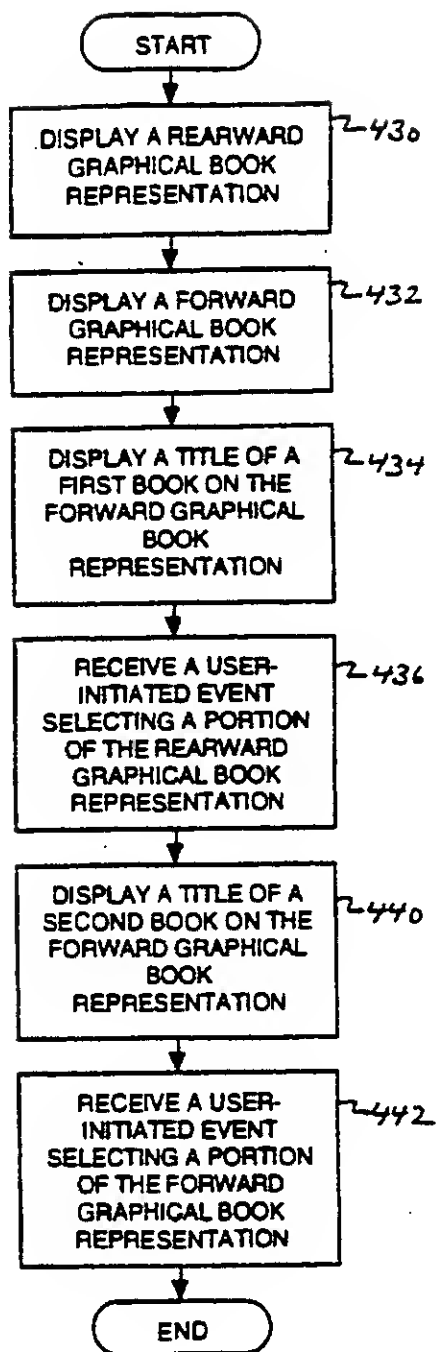 START
DISPLAY A REARWARD
GRAPHICAL BOOK
REPRESENTATION
430
DISPLAY A FORWARD
GRAPHICAL BOOK
REPRESENTATION
432
DISPLAY A TITLE OF A
FIRST BOOK ON THE
FORWARD GRAPHICAL
BOOK
REPRESENTATION
434
RECEIVE A USER-
INITIATED EVENT
SELECTING A PORTION
OF THE REARWARD
GRAPHICAL BOOK
REPRESENTATION
436
DISPLAY A TITLE OF A
SECOND BOOK ON THE
FORWARD GRAPHICAL
BOOK
REPRESENTATION
440
RECEIVE A USER-
INITIATED EVENT
SELECTING A PORTION
OF THE FORWARD
GRAPHICAL BOOK
REPRESENTATION
442
END